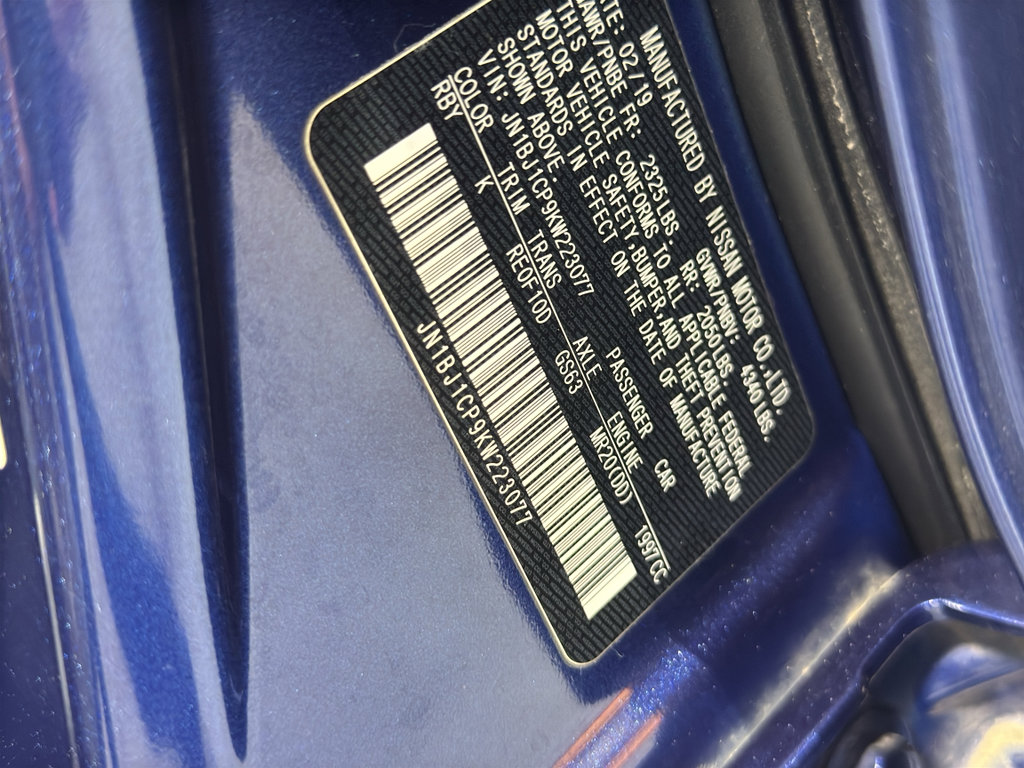 MANUFACTURED BY NISSAN MOTOR CO.,LTD.
DATE: 02/19 GVWR/PNBV: 4340 LBS.
GAWR/PNBE FR: 2325LBS. RR: 2050LBS.
THIS VEHICLE CONFORMS TO ALL APPLICABLE FEDERAL
MOTOR VEHICLE SAFETY,BUMPER,AND THEFT PREVENTION
STANDARDS IN EFFECT ON THE DATE OF MANUFACTURE
SHOWN ABOVE.
VIN: JN1BJ1CP9KW223077 PASSENGER CAR
COLOR TRIM TRANS AXLE ENGINE
RBY K RE0F10D GS63 MR20(DD) 1997CC
JN1BJ1CP9KW223077